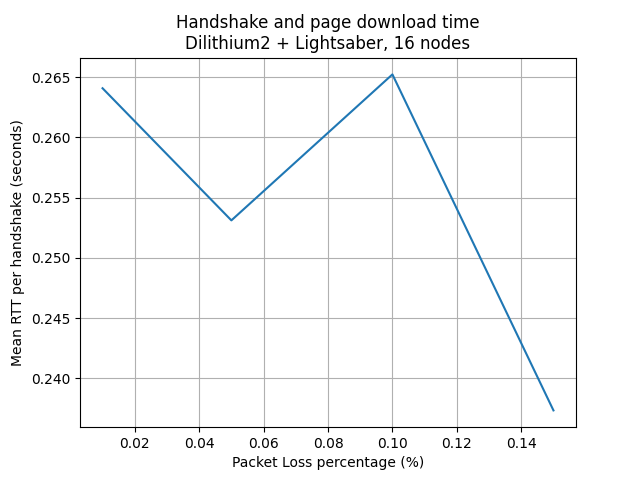 Handshake and page download time
Dilithium2 + Lightsaber, 16 nodes
Mean RTT per handshake (seconds)
0.265
0.260
0.255
0.250
0.245
0.240
0.02 0.04 0.06 0.08 0.10 0.12 0.14
Packet Loss percentage (%)